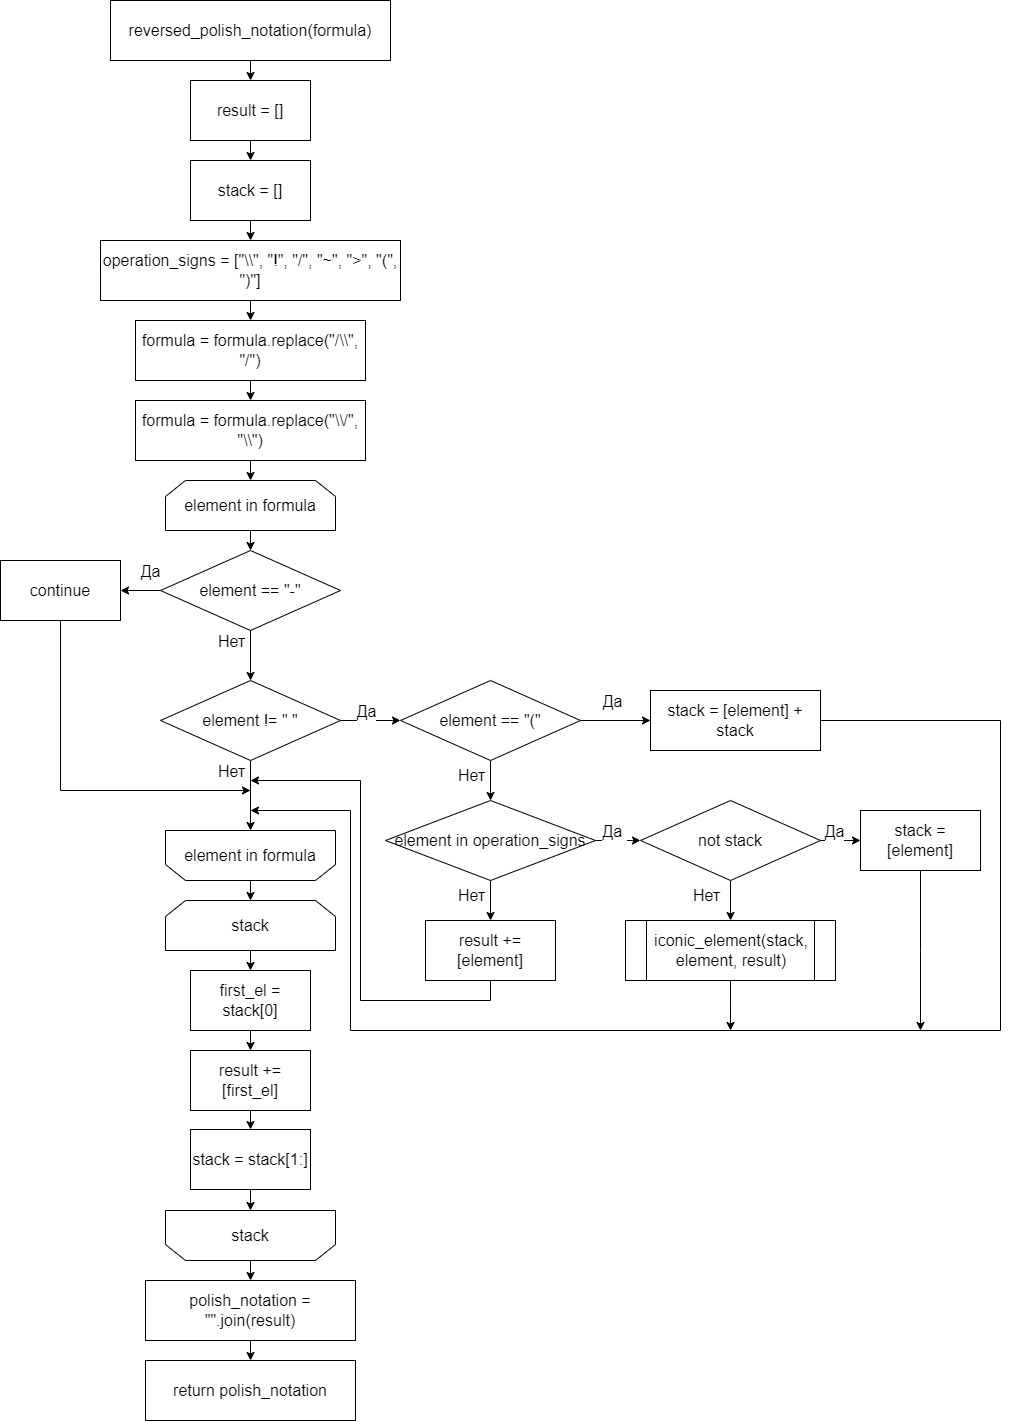 reversed_polish_notation(formula)
result = []
stack = []
operation_signs = ["\\", "!", "/", "~", ">", "(",
")"]
formula = formula.replace("/\\",
"/")
formula = formula.replace("\\/",
"\\")
element in formula
Да
continue
element == "-"
Нет
element != " "
Да
element == "("
Да
stack = [element] +
stack
Нет
Нет
element in operation_signs
Да
not stack
Да
stack =
[element]
element in formula
Нет
Нет
stack
result +=
[element]
iconic_element(stack,
element, result)
first_el =
stack[0]
result +=
[first_el]
stack = stack[1:]
stack
polish_notation =
"".join(result)
return polish_notation